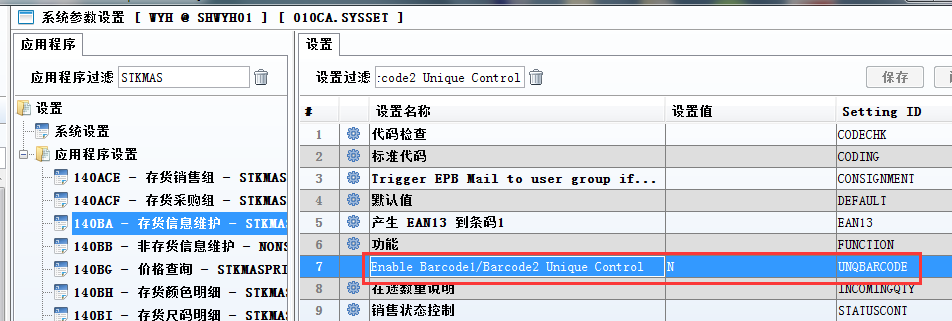 系统参数设置 [ WYH @ SHWYH01 ] [ 010CA.SYSSET ]
应用程序
应用程序过滤 STKMAS
设置
系统设置
应用程序设置
140ACE - 存货销售组 - STKMAS
140ACF - 存货采购组 - STKMAS
140BA - 存货信息维护 - STKMAS
140BB - 非存货信息维护 - NONS
140BG - 价格查询 - STKMASPRI
140BH - 存货颜色明细 - STKMAS
140BI - 存货尺码明细 - STKMAS
设置
设置过滤 :code2 Unique Control 保存
# 设置名称 设置值 Setting ID
1 代码检查 CODECHK
2 标准代码 CODING
3 Trigger EPB Mail to user group if... CONSIGNMENT
4 默认值 DEFAULT
5 产生 EAN13 到条码1 EAN13
6 功能 FUNCTION
7 Enable Barcode1/Barcode2 Unique Control N UNQBARCODE
8 在途数量说明 INCOMINGQTY
9 销售状态控制 STATUSCONT